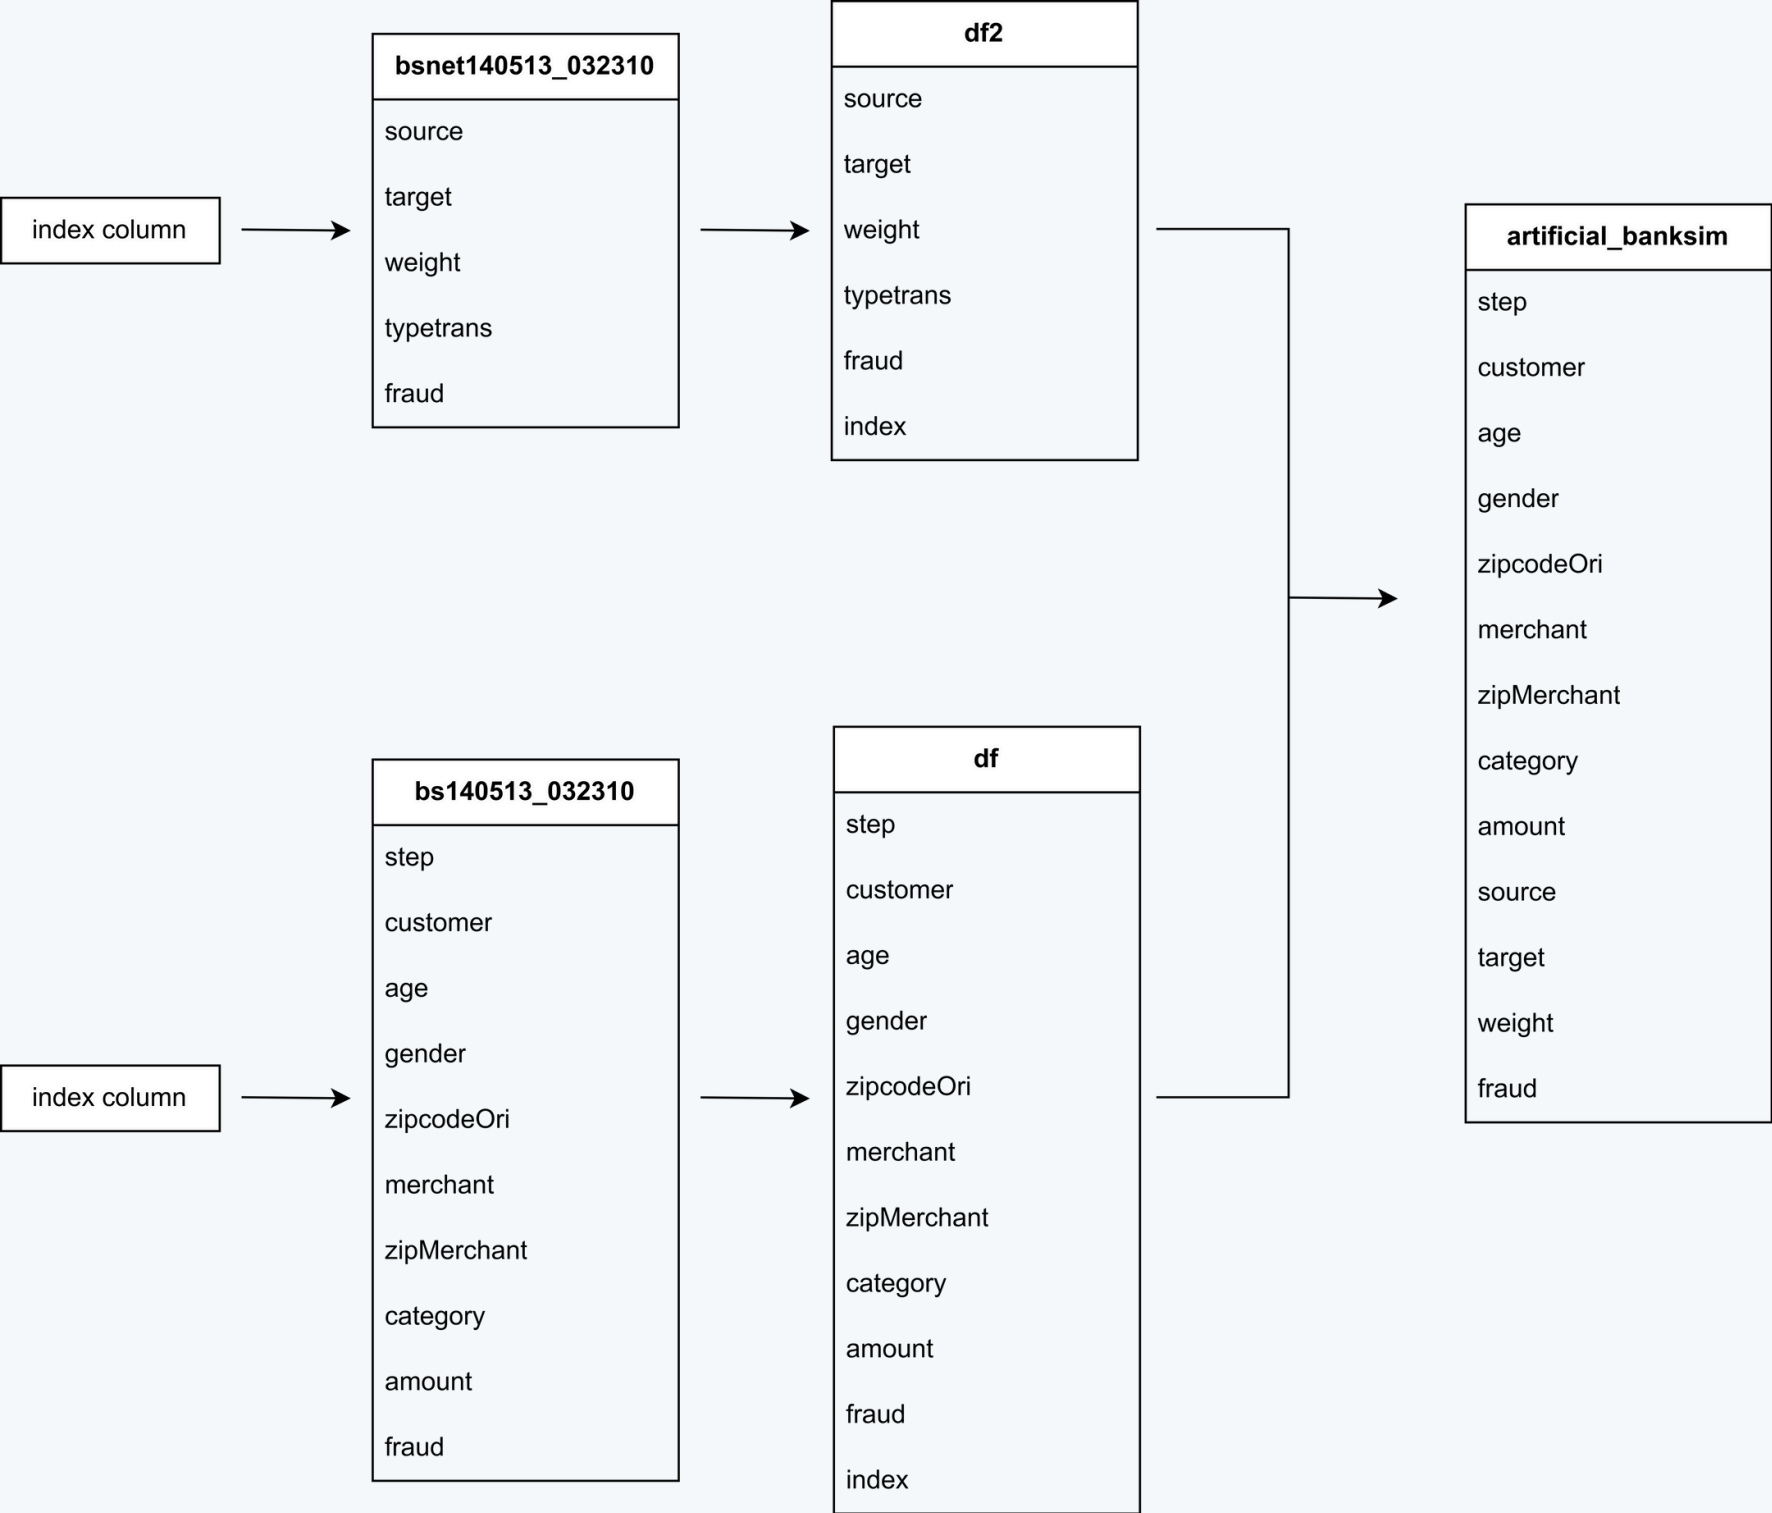 index column
bsnet140513_032310
source
target
weight
typetrans
fraud
df2
source
target
weight
typetrans
fraud
index
index column
bs140513_032310
step
customer
age
gender
zipcodeOri
merchant
zipMerchant
category
amount
fraud
df
step
customer
age
gender
zipcodeOri
merchant
zipMerchant
category
amount
fraud
index
artificial_banksim
step
customer
age
gender
zipcodeOri
merchant
zipMerchant
category
amount
source
target
weight
fraud